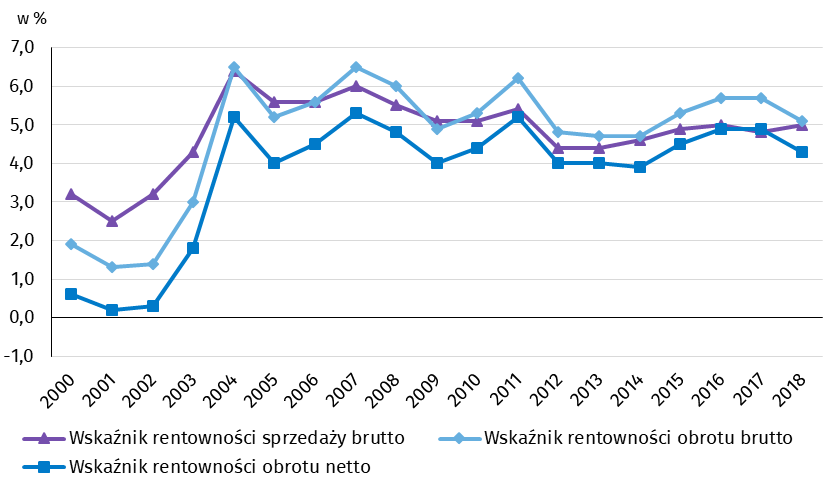 w %
7,0
6,0
5,0
4,0
3,0
2,0
1,0
0,0
-1,0
2000 2001 2002 2003 2004 2005 2006 2007 2008 2009 2010 2011 2012 2013 2014 2015 2016 2017 2018
Wskaźnik rentowności sprzedaży brutto Wskaźnik rentowności obrotu brutto
Wskaźnik rentowności obrotu netto